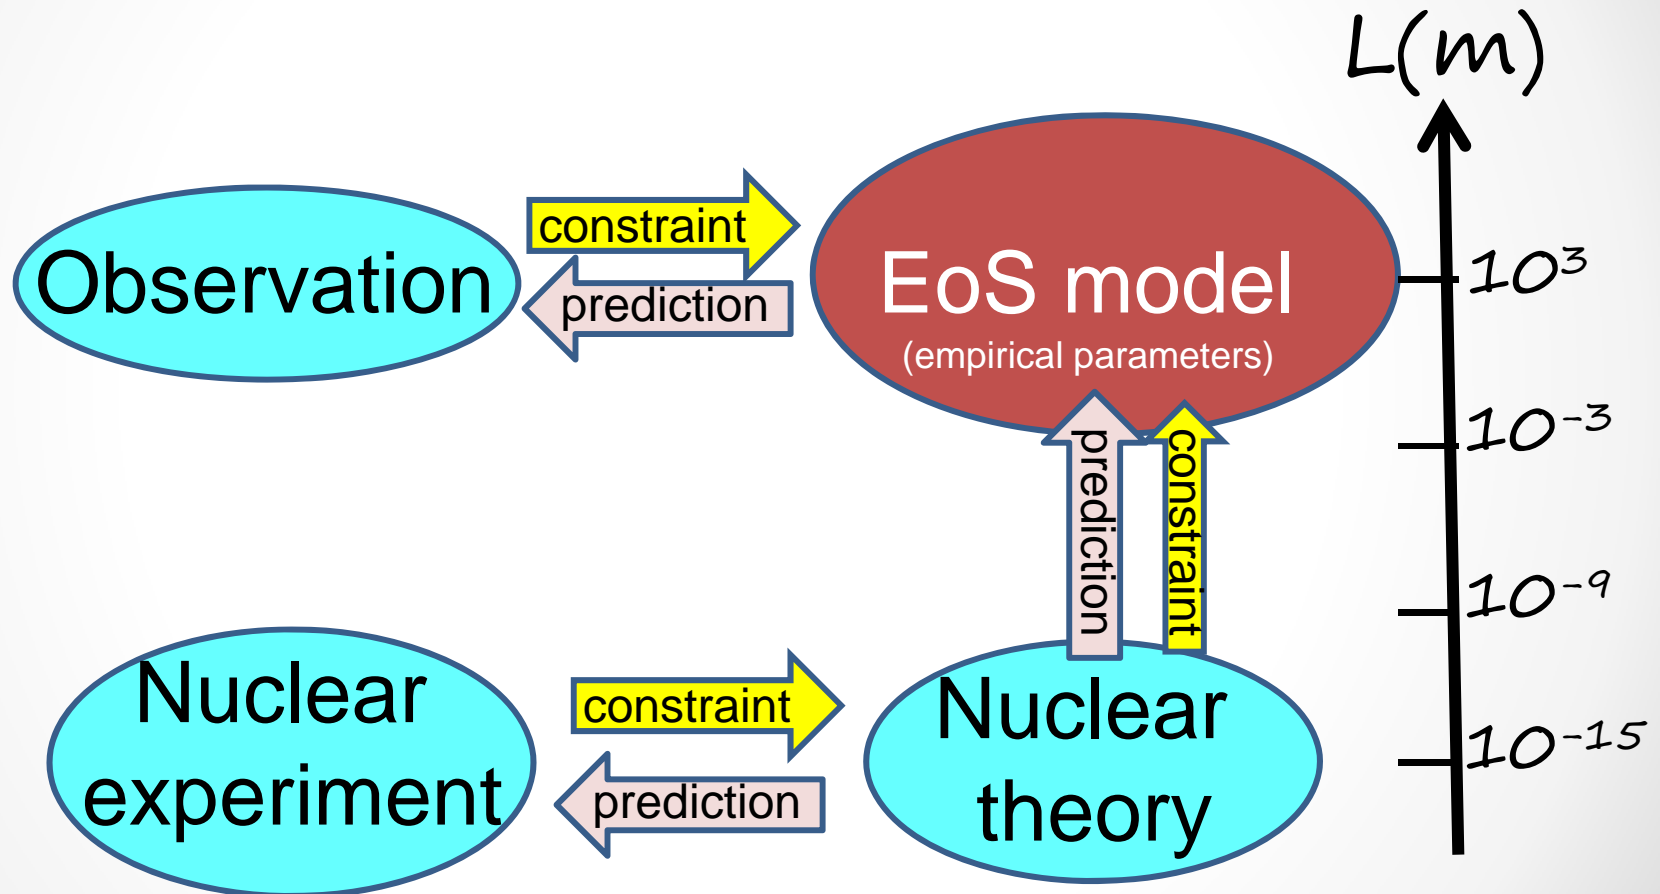 L(m)
constraint
Observation
prediction
EoS model
(empirical parameters)
10³
10⁻³
prediction
constraint
10⁻⁹
Nuclear
experiment
constraint
prediction
Nuclear
theory
10⁻¹⁵